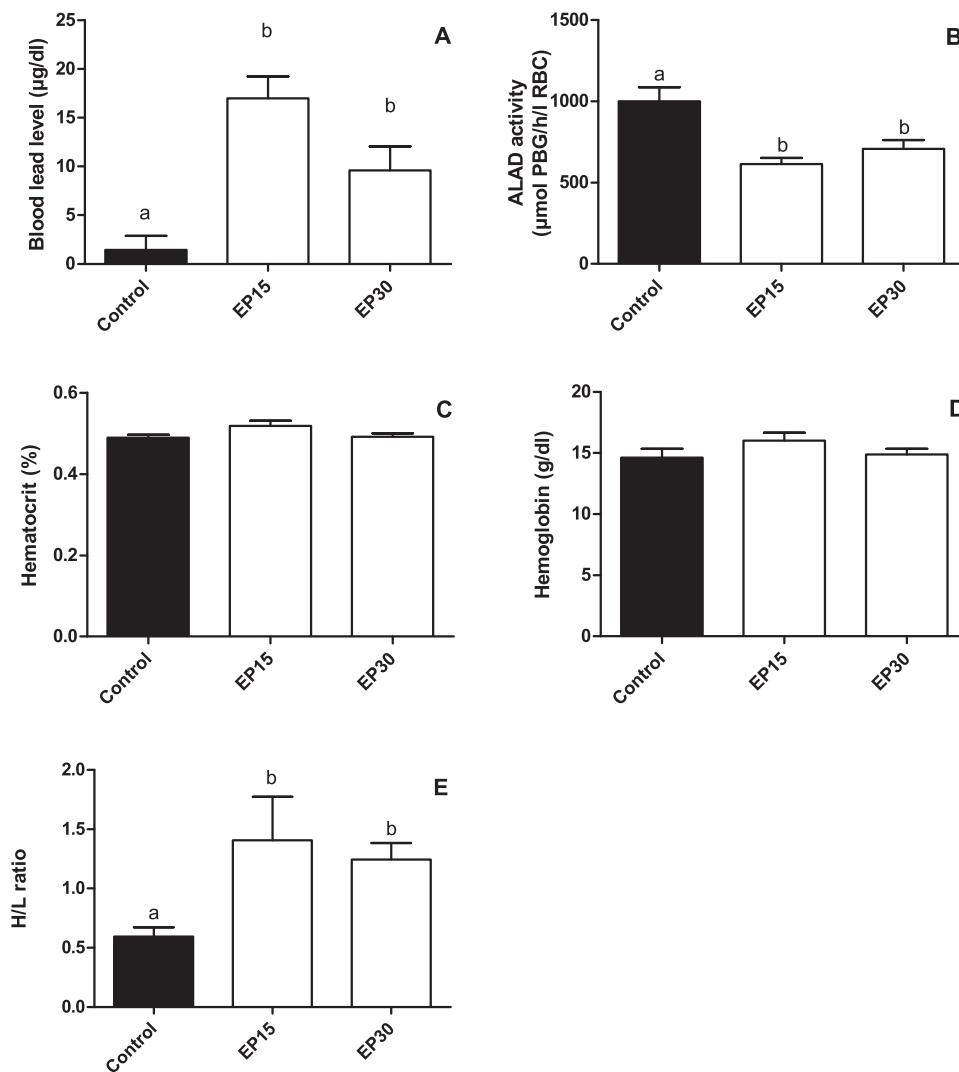 A
Blood lead level (µg/dl)
25
20
15
10
5
0
a
b
b
Control
EP15
EP30
B
ALAD activity
(µmol PBG/h/l RBC)
1500
1000
500
0
a
b
b
Control
EP15
EP30
C
Hematocrit (%)
0.6
0.4
0.2
0.0
Control
EP15
EP30
D
Hemoglobin (g/dl)
20
15
10
5
0
Control
EP15
EP30
E
H/L ratio
2.0
1.5
1.0
0.5
0.0
a
b
b
Control
EP15
EP30